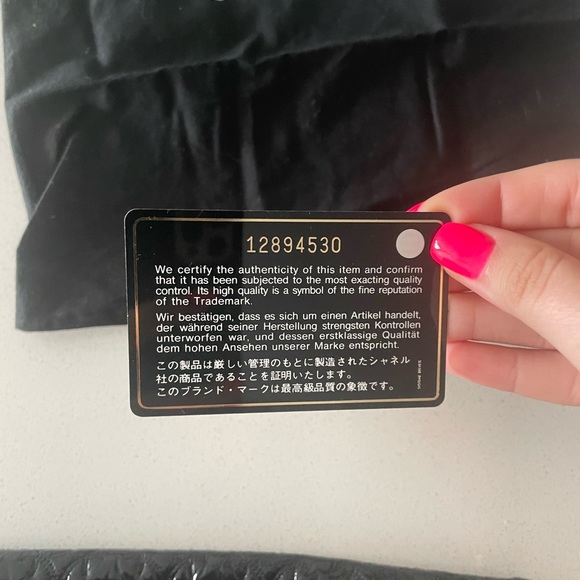 12894530
We certify the authenticity of this item and confirm
that it has been subjected to the most exacting quality
control. Its high quality is a symbol of the fine reputation
of the Trademark.
Wir bestätigen, dass es sich um einen Artikel handelt,
der während seiner Herstellung strengsten Kontrollen
unterworfen war, und dessen erstklassige Qualität
dem hohen Ansehen unserer Marke entspricht.
この製品は厳しい管理のもとに製造されたシャネル
社の商品であることを証明いたします。
このブランド・マークは最高級品質の象徴です。